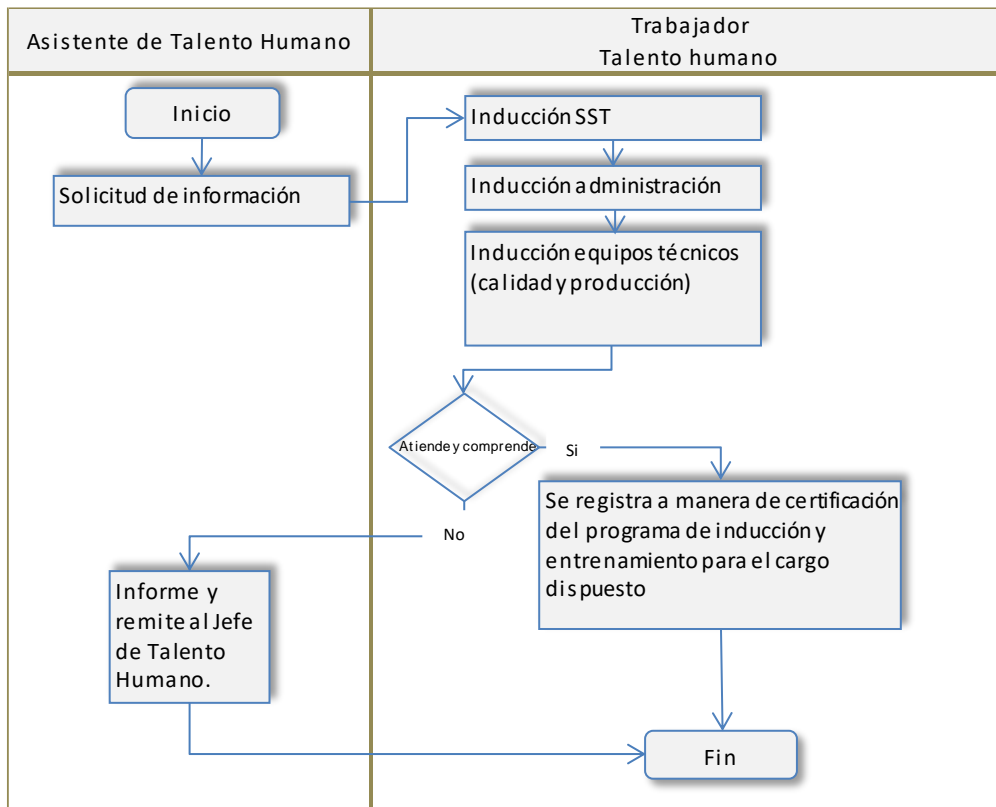 Asistente de Talento Humano
Trabajador
Talento humano
Inicio
Solicitud de información
Inducción SST
Inducción administración
Inducción equipos técnicos
(calidad y producción)
Atiende y comprende
Si
No
Se registra a manera de certificación
del programa de inducción y
entrenamiento para el cargo
dispuesto
Informe y
remite al Jefe
de Talento
Humano.
Fin